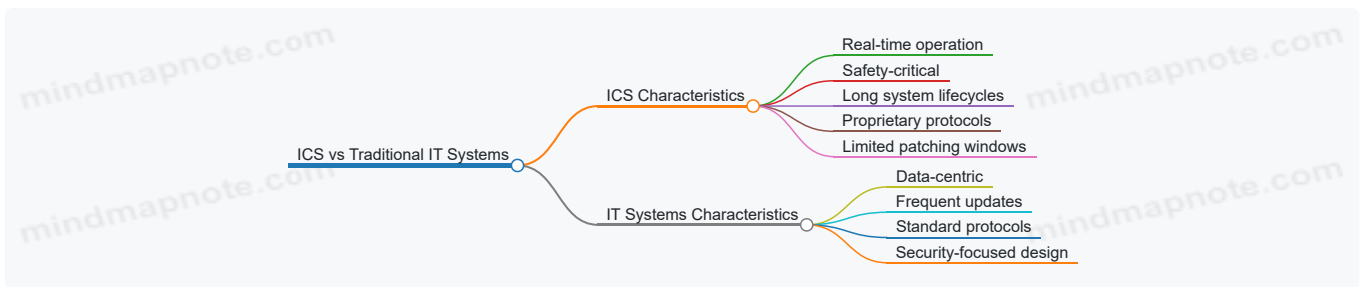 mindmapnote.com
mindmapnote.com
ICS vs Traditional IT Systems
ICS Characteristics
Real-time operation
Safety-critical
Long system lifecycles
Proprietary protocols
Limited patching windows
IT Systems Characteristics
Data-centric
Frequent updates
Standard protocols
Security-focused design
mindmapnote.com
mindmapnote.com